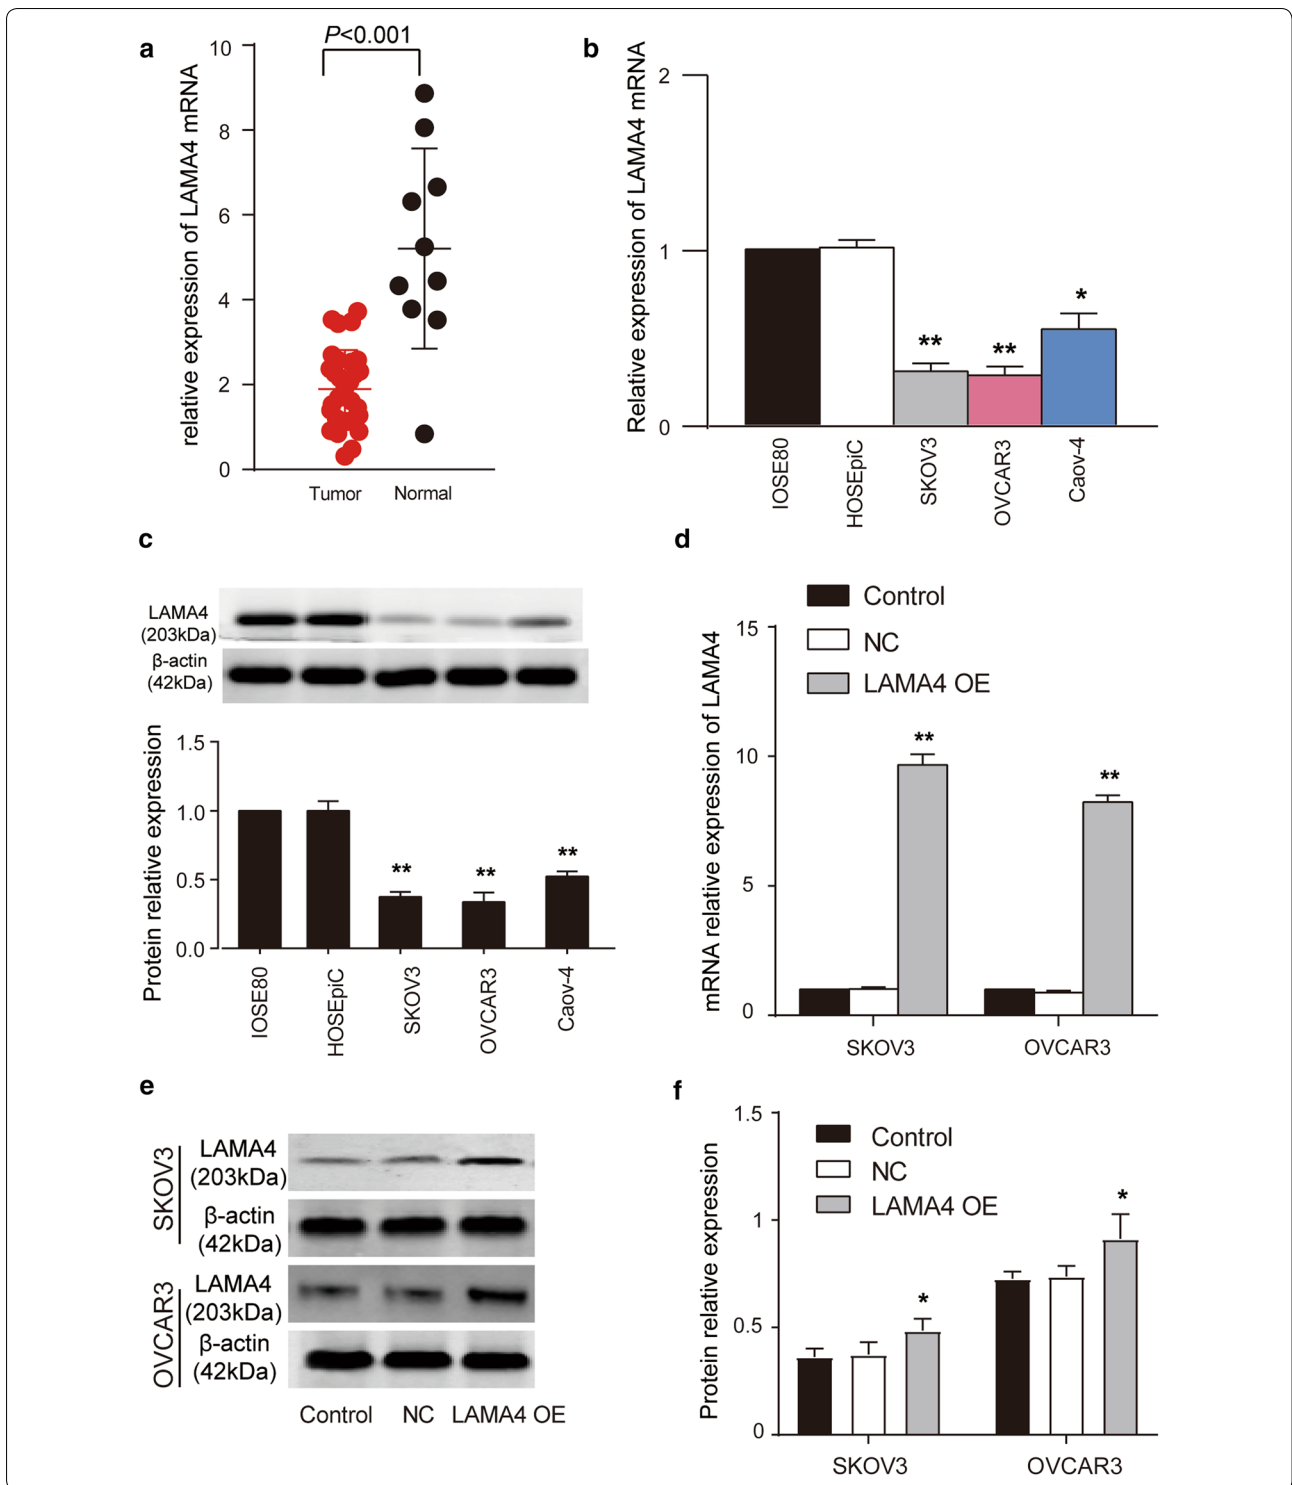 a
P<0.001
relative expression of LAMA4 mRNA
10
8
6
4
2
0
Tumor
Normal
b
Relative expression of LAMA4 mRNA
2
1
0
**
**
*
IOSE80
HOSEpiC
SKOV3
OVCAR3
Caov-4
c
LAMA4
(203kDa)
β-actin
(42kDa)
Protein relative expression
1.5
1.0
0.5
0.0
**
**
**
IOSE80
HOSEpiC
SKOV3
OVCAR3
Caov-4
d
Control
NC
LAMA4 OE
mRNA relative expression of LAMA4
15
10
5
0
**
**
SKOV3
OVCAR3
e
SKOV3
LAMA4
(203kDa)
β-actin
(42kDa)
OVCAR3
LAMA4
(203kDa)
β-actin
(42kDa)
Control
NC
LAMA4 OE
f
Control
NC
LAMA4 OE
Protein relative expression
1.5
1
0.5
0
*
*
SKOV3
OVCAR3